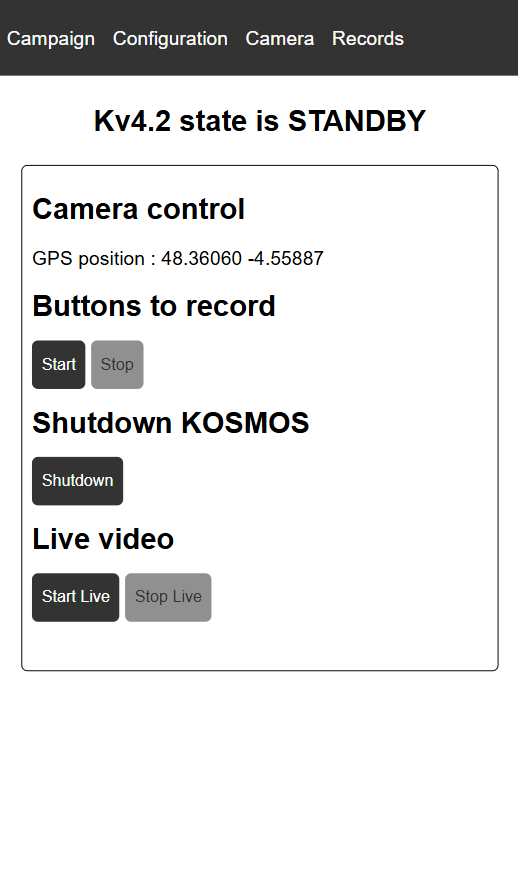 Campaign Configuration Camera Records
Kv4.2 state is STANDBY
Camera control
GPS position : 48.36060 -4.55887
Buttons to record
Start Stop
Shutdown KOSMOS
Shutdown
Live video
Start Live Stop Live